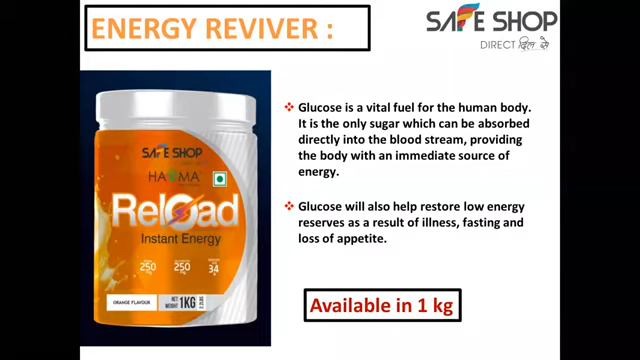 ENERGY REVIVER :
SAFE SHOP
DIRECT दिल से
❖ Glucose is a vital fuel for the human body.
It is the only sugar which can be absorbed
directly into the blood stream, providing
the body with an immediate source of
energy.
❖ Glucose will also help restore low energy
reserves as a result of illness, fasting and
loss of appetite.
Available in 1 kg
SAFE SHOP
Reload
Instant Energy
250 250 34
ORANGE FLAVOUR
NET WEIGHT 1KG